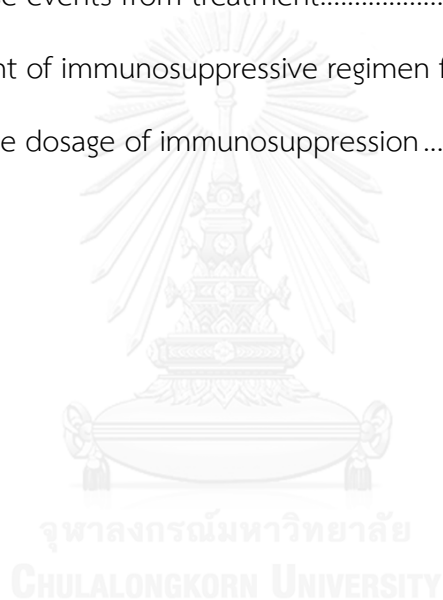 se events from treatment....................
nt of immunosuppressive regimen f
e dosage of immunosuppression ...
จุฬาลงกรณ์มหาวิทยาลัย
CHULALONGKORN UNIVERSITY